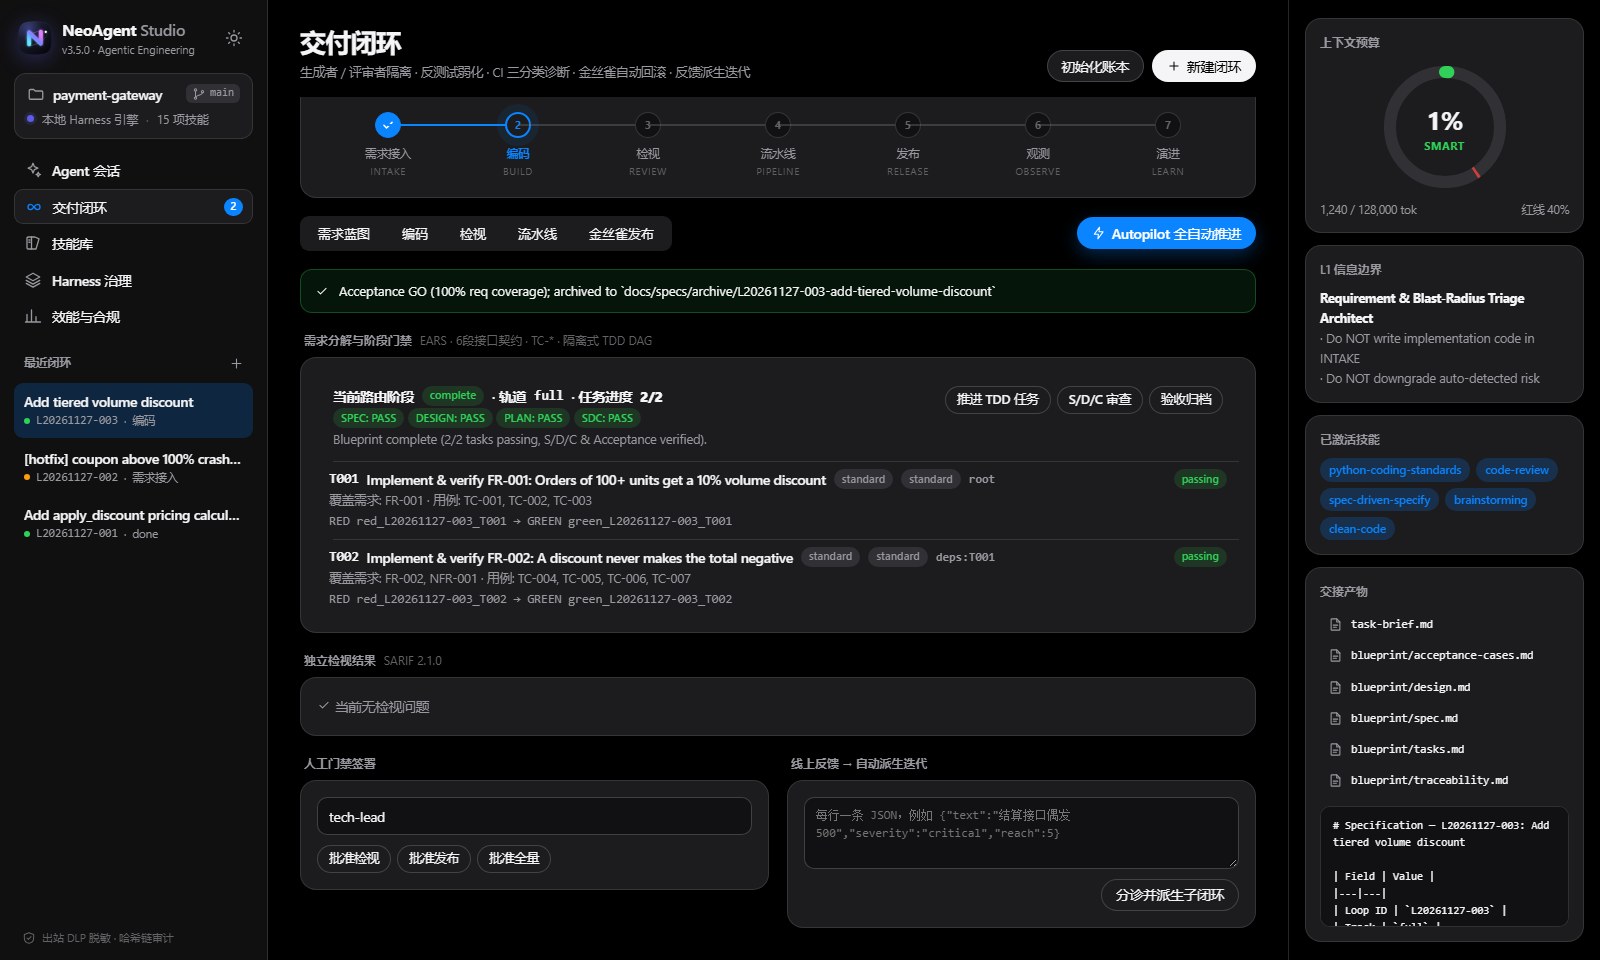 NeoAgent Studio
v3.5.0 · Agentic Engineering
payment-gateway
main
本地 Harness 引擎 · 15 项技能
Agent 会话
交付闭环
2
技能库
Harness 治理
效能与合规
最近闭环
Add tiered volume discount
L20261127-003 · 编码
[hotfix] coupon above 100% crash...
L20261127-002 · 需求接入
Add apply_discount pricing calcul...
L20261127-001 · done
出站 DLP 脱敏 · 哈希链审计
交付闭环
生成者 / 评审者隔离 · 反测试弱化 · CI 三分类诊断 · 金丝雀自动回滚 · 反馈派生迭代
初始化账本
新建闭环
需求接入
INTAKE
2
编码
BUILD
3
检视
REVIEW
4
流水线
PIPELINE
5
发布
RELEASE
6
观测
OBSERVE
7
演进
LEARN
需求蓝图
编码
检视
流水线
金丝雀发布
Autopilot 全自动推进
Acceptance GO (100% req coverage); archived to `docs/specs/archive/L20261127-003-add-tiered-volume-discount`
需求分解与阶段门禁 EARS · 6段接口契约 · TC-* · 隔离式 TDD DAG
当前路由阶段 complete · 轨道 full · 任务进度 2/2
推进 TDD 任务
S/D/C 审查
验收归档
SPEC: PASS DESIGN: PASS PLAN: PASS SDC: PASS
Blueprint complete (2/2 tasks passing, S/D/C & Acceptance verified).
T001 Implement & verify FR-001: Orders of 100+ units get a 10% volume discount standard standard root passing
覆盖需求: FR-001 · 用例: TC-001, TC-002, TC-003
RED red_L20261127-003_T001 → GREEN green_L20261127-003_T001
T002 Implement & verify FR-002: A discount never makes the total negative standard standard deps:T001 passing
覆盖需求: FR-002, NFR-001 · 用例: TC-004, TC-005, TC-006, TC-007
RED red_L20261127-003_T002 → GREEN green_L20261127-003_T002
独立检视结果 SARIF 2.1.0
当前无检视问题
人工门禁签署
tech-lead
批准检视
批准发布
批准全量
线上反馈 → 自动派生迭代
每行一条 JSON，例如 {"text":"结算接口偶发
500","severity":"critical","reach":5}
分诊并派生子闭环
上下文预算
1%
SMART
1,240 / 128,000 tok
红线 40%
L1 信息边界
Requirement & Blast-Radius Triage
Architect
· Do NOT write implementation code in
INTAKE
· Do NOT downgrade auto-detected risk
已激活技能
python-coding-standards
code-review
spec-driven-specify
brainstorming
clean-code
交接产物
task-brief.md
blueprint/acceptance-cases.md
blueprint/design.md
blueprint/spec.md
blueprint/tasks.md
blueprint/traceability.md
# Specification — L20261127-003: Add
tiered volume discount
| Field | Value |
|---|---|
| Loop ID | `L20261127-003` |
| Track | `full` |